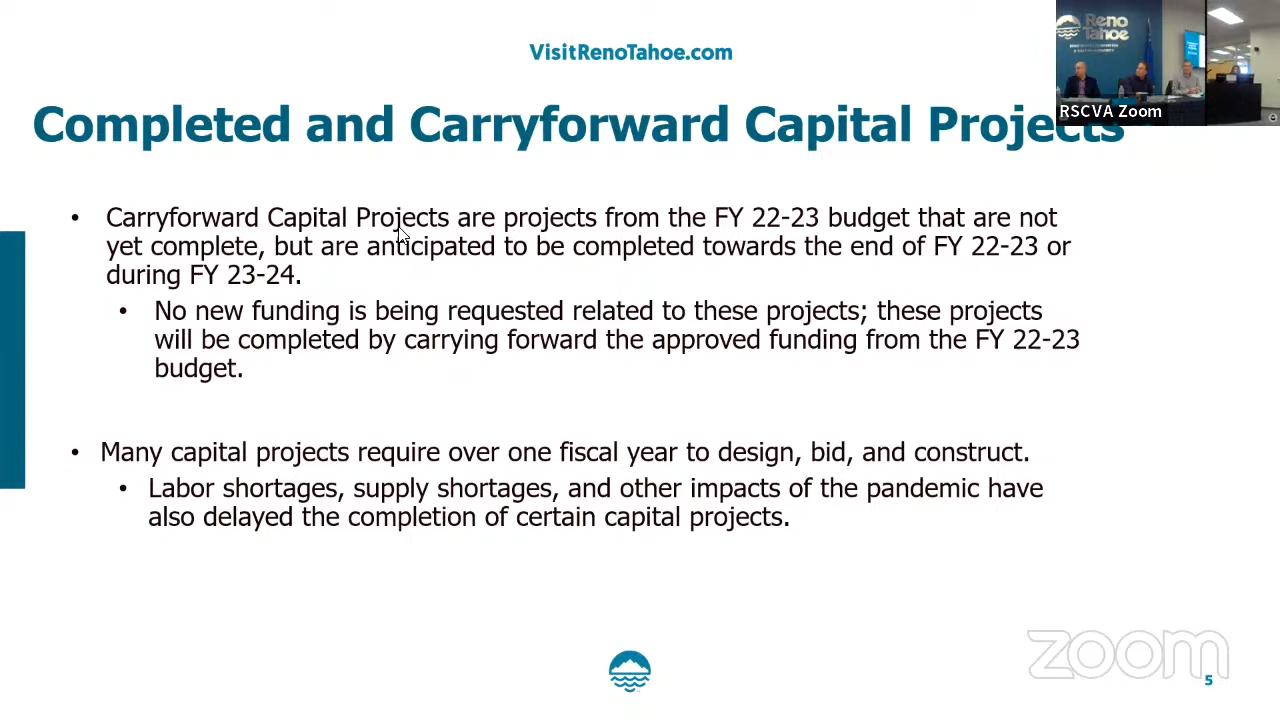 VisitRenoTahoe.com
Reno
Tahoe
RSCVA Zoom
Completed and Carryforward Capital Projects
• Carryforward Capital Projects are projects from the FY 22-23 budget that are not
yet complete, but are anticipated to be completed towards the end of FY 22-23 or
during FY 23-24.
• No new funding is being requested related to these projects; these projects
will be completed by carrying forward the approved funding from the FY 22-23
budget.
• Many capital projects require over one fiscal year to design, bid, and construct.
• Labor shortages, supply shortages, and other impacts of the pandemic have
also delayed the completion of certain capital projects.
zoom
5